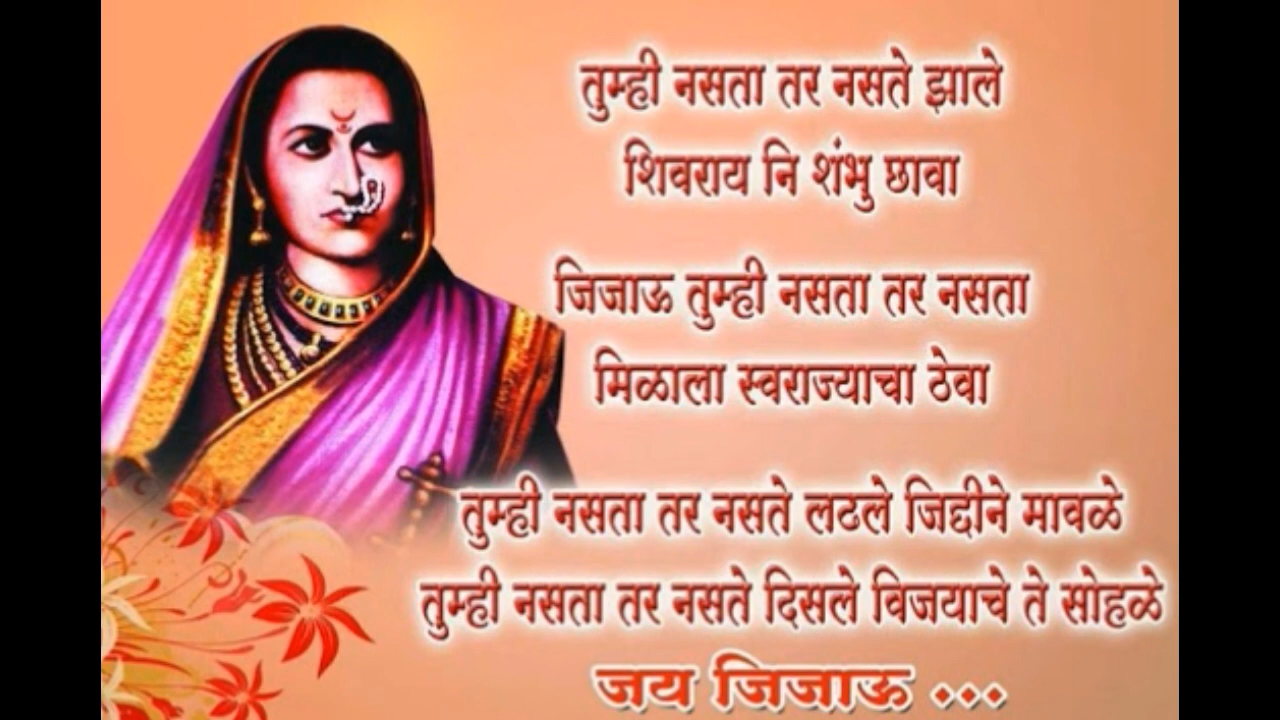 तुम्ही नसता तर नसते झाले
शिवराय नि शंभु छावा
जिजाऊ तुम्ही नसता तर नसता
मिळाला स्वराज्याचा ठेवा
तुम्ही नसता तर नसते लढले जिद्दीने मावळे
तुम्ही नसता तर नसते दिसले विजयाचे ते सोहळे
जय जिजाऊ ...